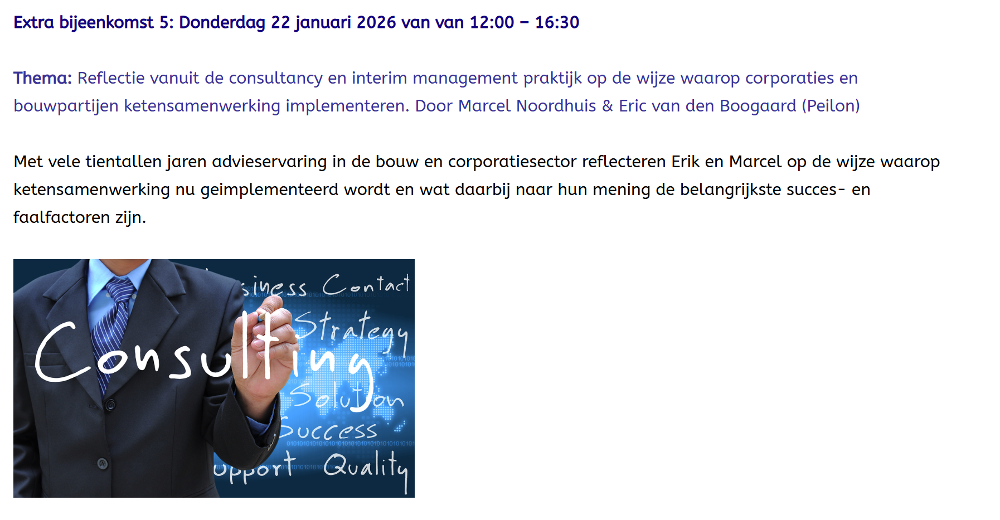 Extra bijeenkomst 5: Donderdag 22 januari 2026 van van 12:00 – 16:30
Thema: Reflectie vanuit de consultancy en interim management praktijk op de wijze waarop corporaties en
bouwpartijen ketensamenwerking implementeren. Door Marcel Noordhuis & Eric van den Boogaard (Peilon)
Met vele tientallen jaren advieservaring in de bouw en corporatiesector reflecteren Erik en Marcel op de wijze waarop
ketensamenwerking nu geimplementeerd wordt en wat daarbij naar hun mening de belangrijkste succes- en
faalfactoren zijn.
siness Contact
Strategy
Consulting
Solution
Success
upport Quality